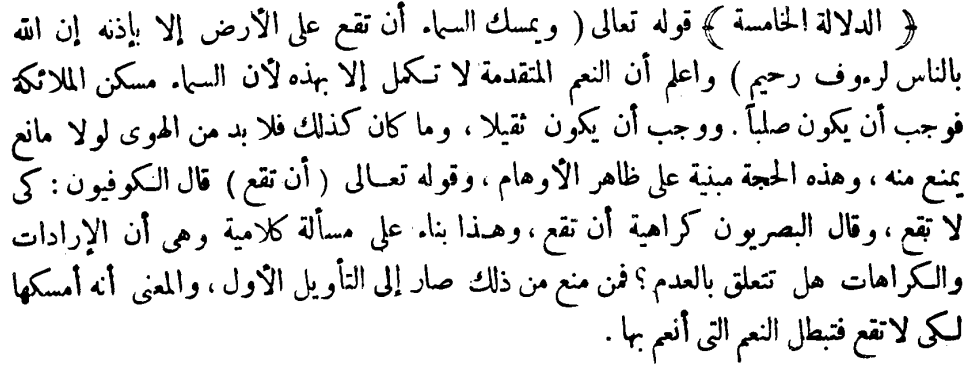 ﴿ الدلالة الخامسة ﴾ قوله تعالى ( ويمسك السماء أن تقع على الأرض إلا بإذنه إن الله
بالناس لرءوف رحيم ) واعلم أن النعم المتقدمة لا تكمل إلا بهذه لأن السماء مسكن الملائكة
فوجب أن يكون صلباً . ووجب أن يكون ثقيلا ، وما كان كذلك فلا بد من الهوى لولا مانع
يمنع منه ، وهذه الحجة مبنية على ظاهر الأوهام ، وقوله تعالى ( أن تقع ) قال الكوفيون : كى
لا تقع ، وقال البصريون كراهية أن تقع ، وهذا بناء على مسألة كلامية وهى أن الإرادات
والكراهات هل تتعلق بالعدم ؟ فمن منع من ذلك صار إلى التأويل الأول ، والمعنى أنه أمسكها
لكى لا تقع فتبطل النعم التى أنعم بها .